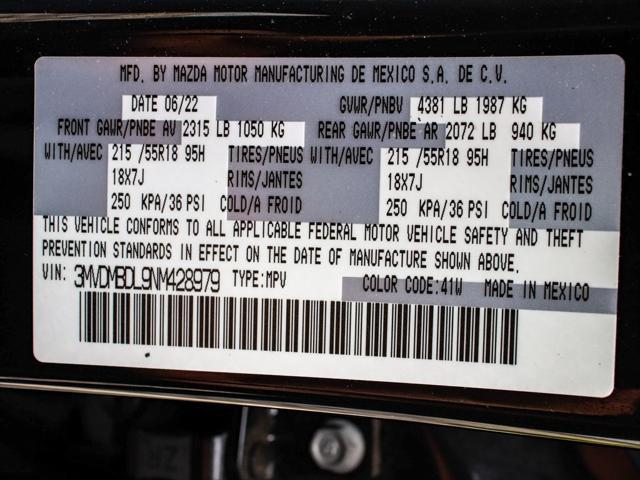 MFD. BY MAZDA MOTOR MANUFACTURING DE MEXICO S.A. DE C.V.
DATE 06/22 GVWR/PNBV 4381 LB 1987 KG
FRONT GAWR/PNBE AV 2315 LB 1050 KG REAR GAWR/PNBE AR 2072 LB 940 KG
WITH/AVEC 215 /55R18 95H TIRES/PNEUS WITH/AVEC 215 /55R18 95H TIRES/PNEUS
18X7J RIMS/JANTES 18X7J RIMS/JANTES
250 KPA/36 PSI COLD/A FROID 250 KPA/36 PSI COLD/A FROID
THIS VEHICLE CONFORMS TO ALL APPLICABLE FEDERAL MOTOR VEHICLE SAFETY AND THEFT
PREVENTION STANDARDS IN EFFECT ON THE DATE OF MANUFACTURE SHOWN ABOVE.
VIN: 3MVDMBDL9NM428979 TYPE:MPV COLOR CODE:41W MADE IN MEXICO